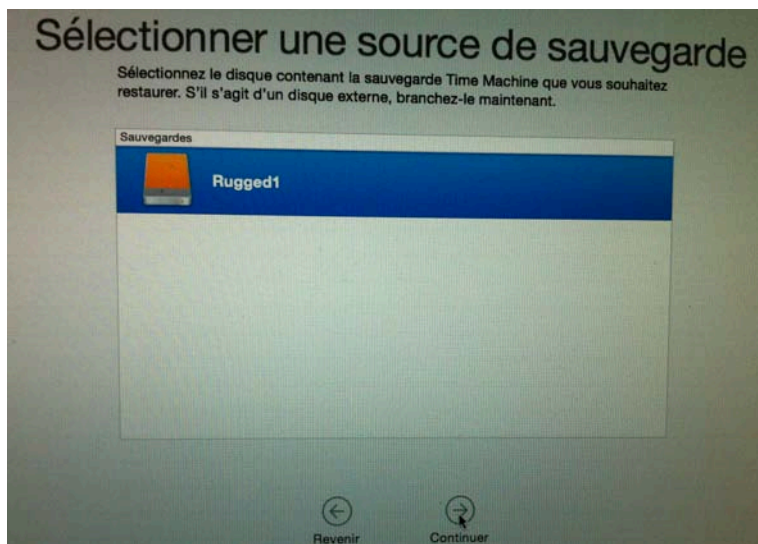 Sélectionner une source de sauvegarde
Sélectionnez le disque contenant la sauvegarde Time Machine que vous souhaitez
restaurer. S'il s'agit d'un disque externe, branchez-le maintenant.
Sauvegardes
Rugged1
Revenir
Continuer